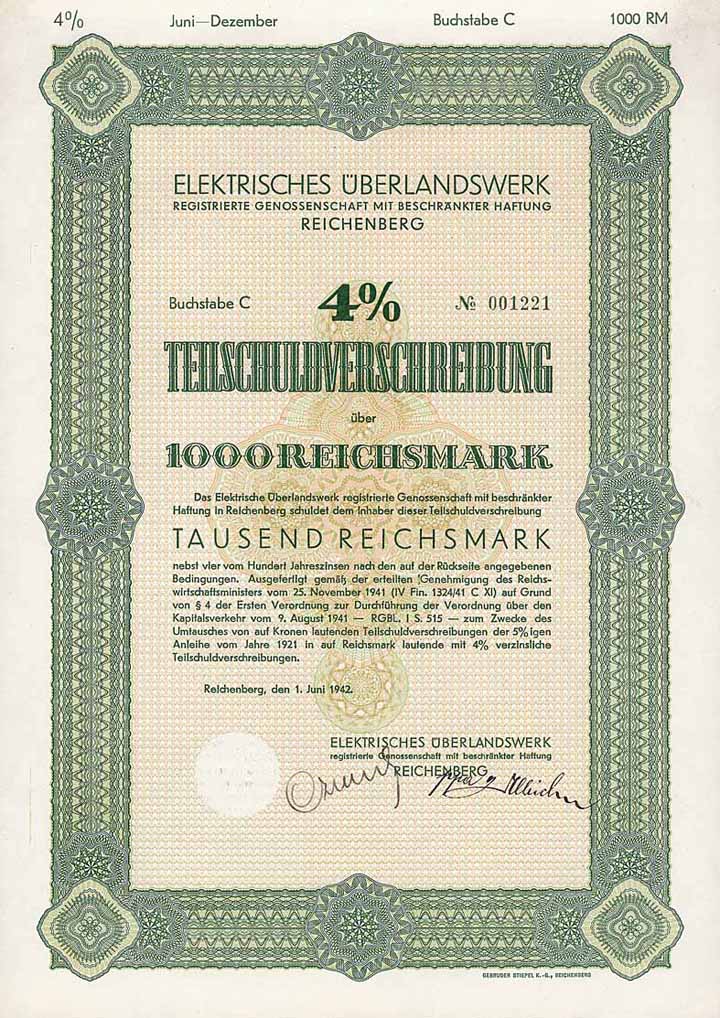 4% Juni—Dezember Buchstabe C 1000 RM
ELEKTRISCHES ÜBERLANDSWERK
REGISTRIERTE GENOSSENSCHAFT MIT BESCHRÄNKTER HAFTUNG
REICHENBERG
Buchstabe C 4% № 001221
TEILSCHULDVERSCHREIBUNG
über
1000 REICHSMARK
Das Elektrische Überlandswerk registrierte Genossenschaft mit beschränkter
Haftung in Reichenberg schuldet dem Inhaber dieser Teilschuldverschreibung
TAUSEND REICHSMARK
nebst vier vom Hundert Jahreszinsen nach den auf der Rückseite angegebenen
Bedingungen. Ausgefertigt gemäß der erteilten Genehmigung des Reichs-
wirtschaftsministers vom 25. November 1941 (IV Fin. 1324/41 C XI) auf Grund
von § 4 der Ersten Verordnung zur Durchführung der Verordnung über den
Kapitalsverkehr vom 9. August 1941 — RGBL. I S. 515 — zum Zwecke des
Umtausches von auf Kronen lautenden Teilschuldverschreibungen der 5%igen
Anleihe vom Jahre 1921 in auf Reichsmark lautende mit 4% verzinsliche
Teilschuldverschreibungen.
Reichenberg, den 1. Juni 1942.
ELEKTRISCHES ÜBERLANDSWERK
registrierte Genossenschaft mit beschränkter Haftung
REICHENBERG
GEBRÜDER STIEPEL K.-G., REICHENBERG